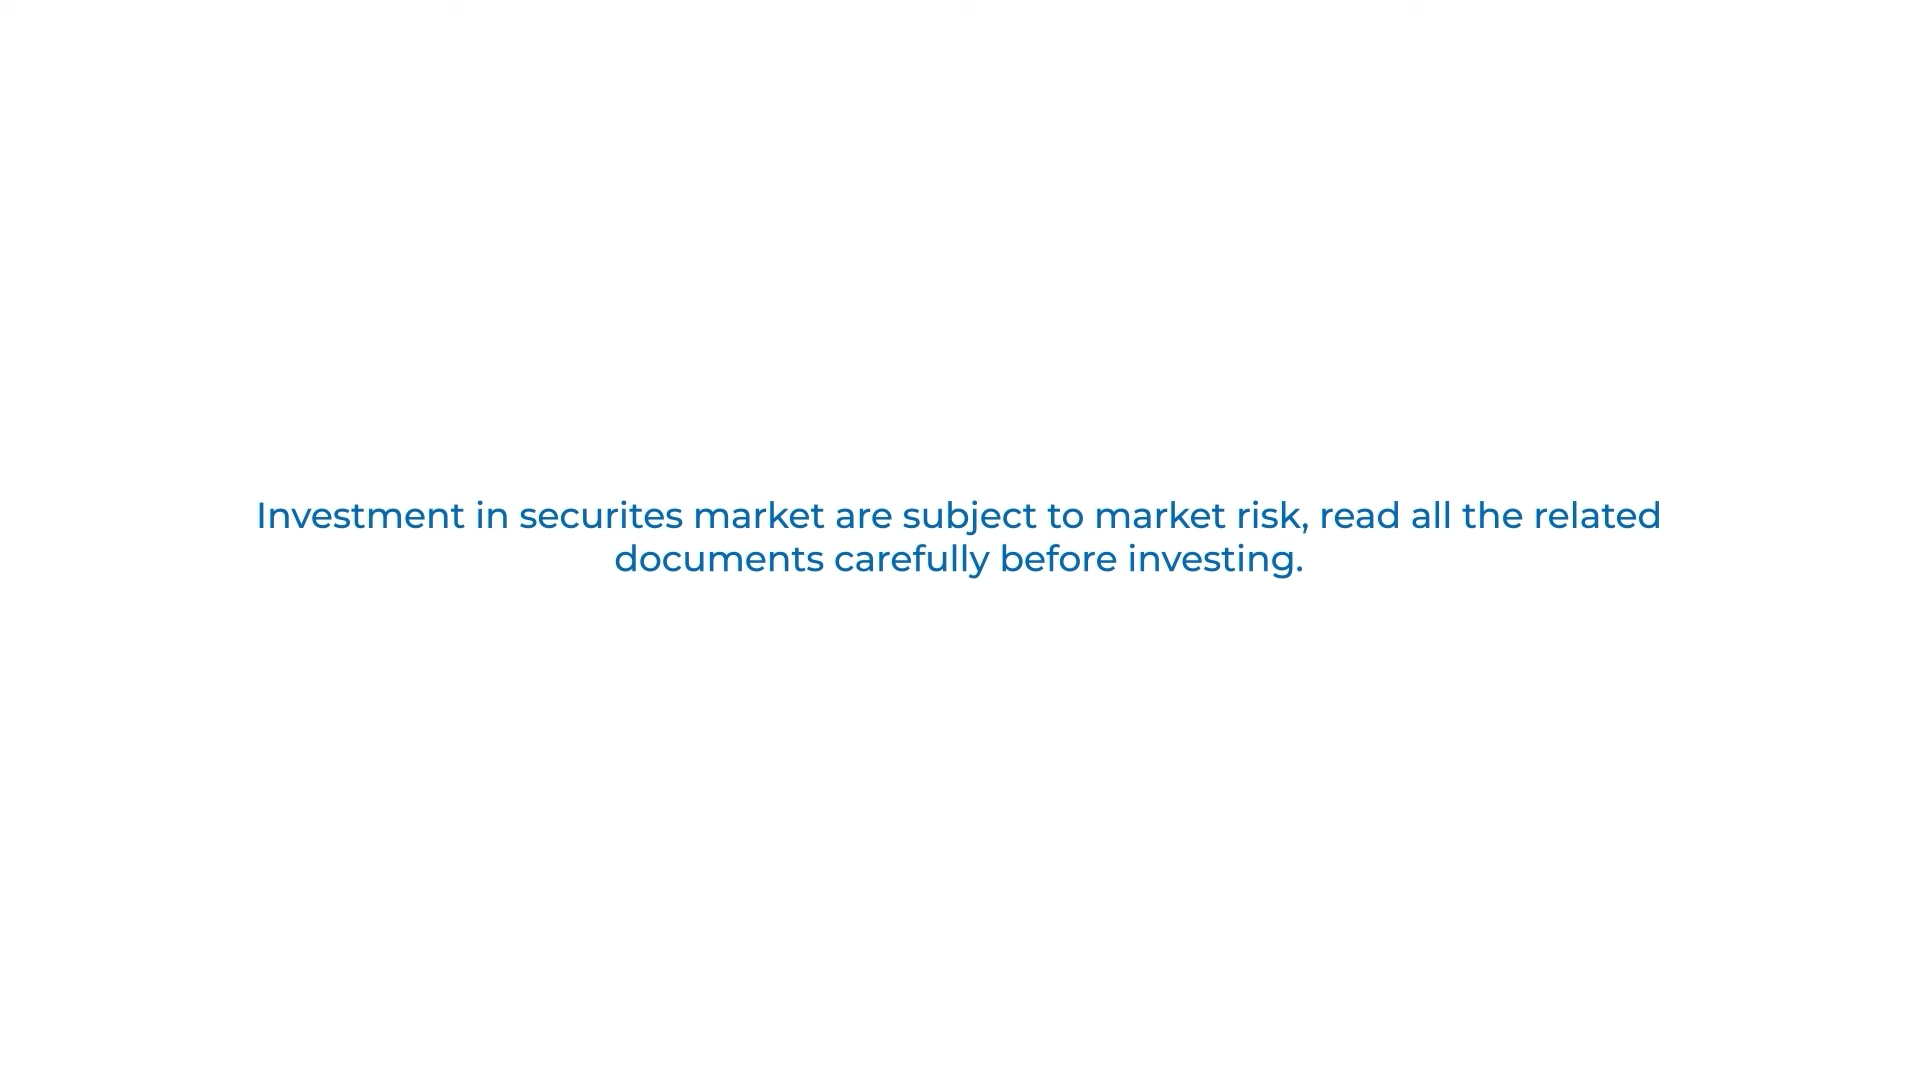 Investment in securites market are subject to market risk, read all the related
documents carefully before investing.